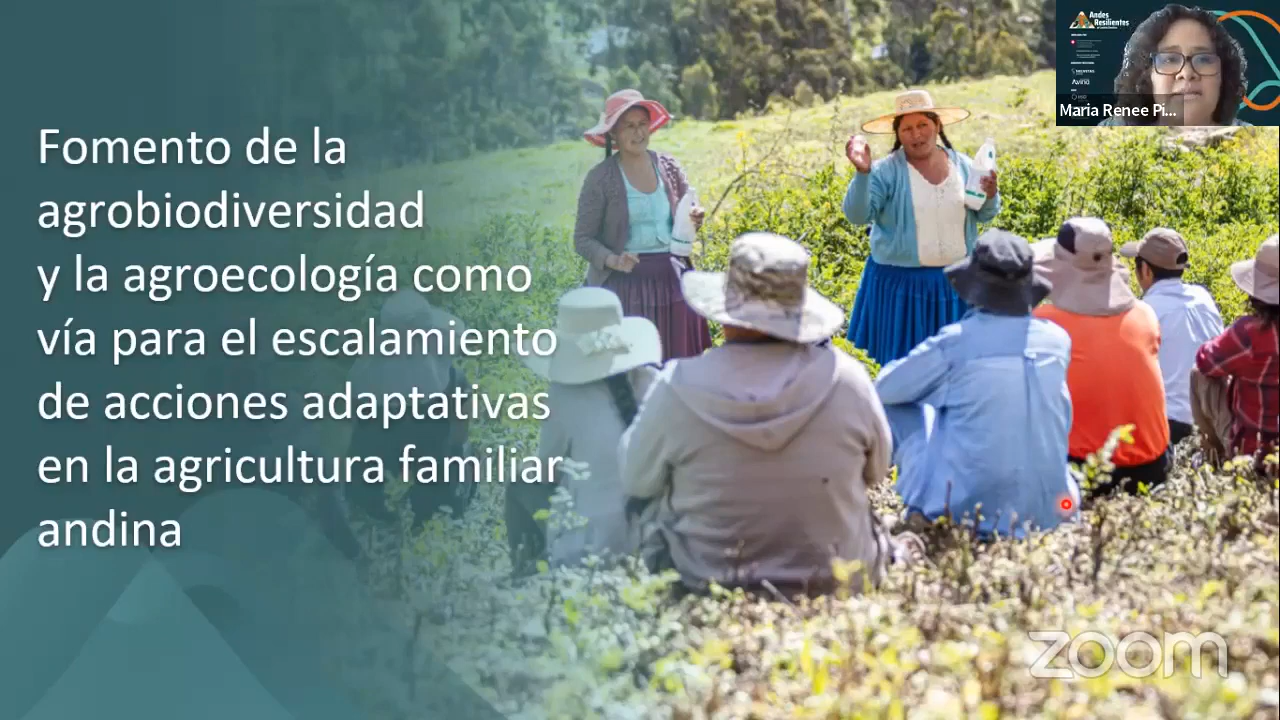 Fomento de la
agrobiodiversidad
y la agroecología como
vía para el escalamiento
de acciones adaptativas
en la agricultura familiar
andina
Andes
Resilientes
Maria Renee Pi...
zoom